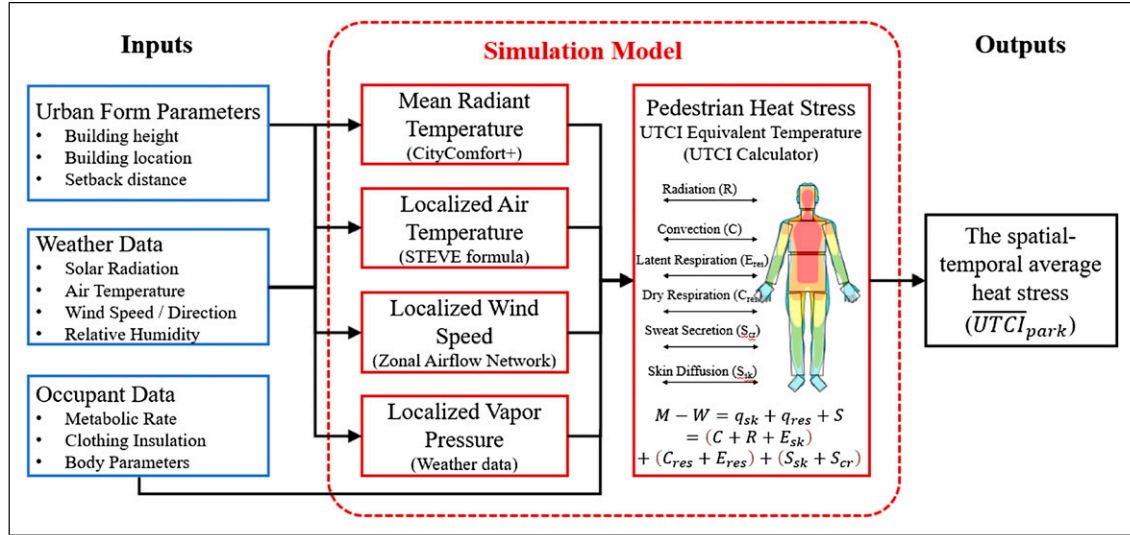 Inputs
Simulation Model
Outputs
Urban Form Parameters
• Building height
• Building location
• Setback distance
Weather Data
• Solar Radiation
• Air Temperature
• Wind Speed / Direction
• Relative Humidity
Occupant Data
• Metabolic Rate
• Clothing Insulation
• Body Parameters
Mean Radiant
Temperature
(CityComfort+)
Localized Air
Temperature
(STEVE formula)
Localized Wind
Speed
(Zonal Airflow Network)
Localized Vapor
Pressure
(Weather data)
Pedestrian Heat Stress
UTCI Equivalent Temperature
(UTCI Calculator)
Radiation (R)
Convection (C)
Latent Respiration (E_res)
Dry Respiration (C_res)
Sweat Secretion (S_cr)
Skin Diffusion (S_sk)
M − W = q_sk + q_res + S
= (C + R + E_sk)
+ (C_res + E_res) + (S_sk + S_cr)
The spatial-
temporal average
heat stress
(\overline{UTCI}_park)